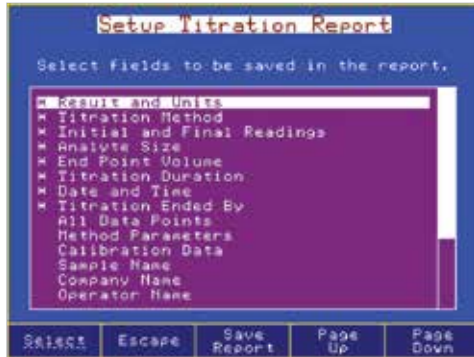 Setup Titration Report
Select fields to be saved in the report.
* Result and Units
* Titration Method
* Initial and Final Readings
* Analyte Size
* End Point Volume
* Titration Duration
* Date and Time
* Titration Ended By
All Data Points
Method Parameters
Calibration Data
Sample Name
Company Name
Operator Name
Select Escape Save Report Page Up Page Down